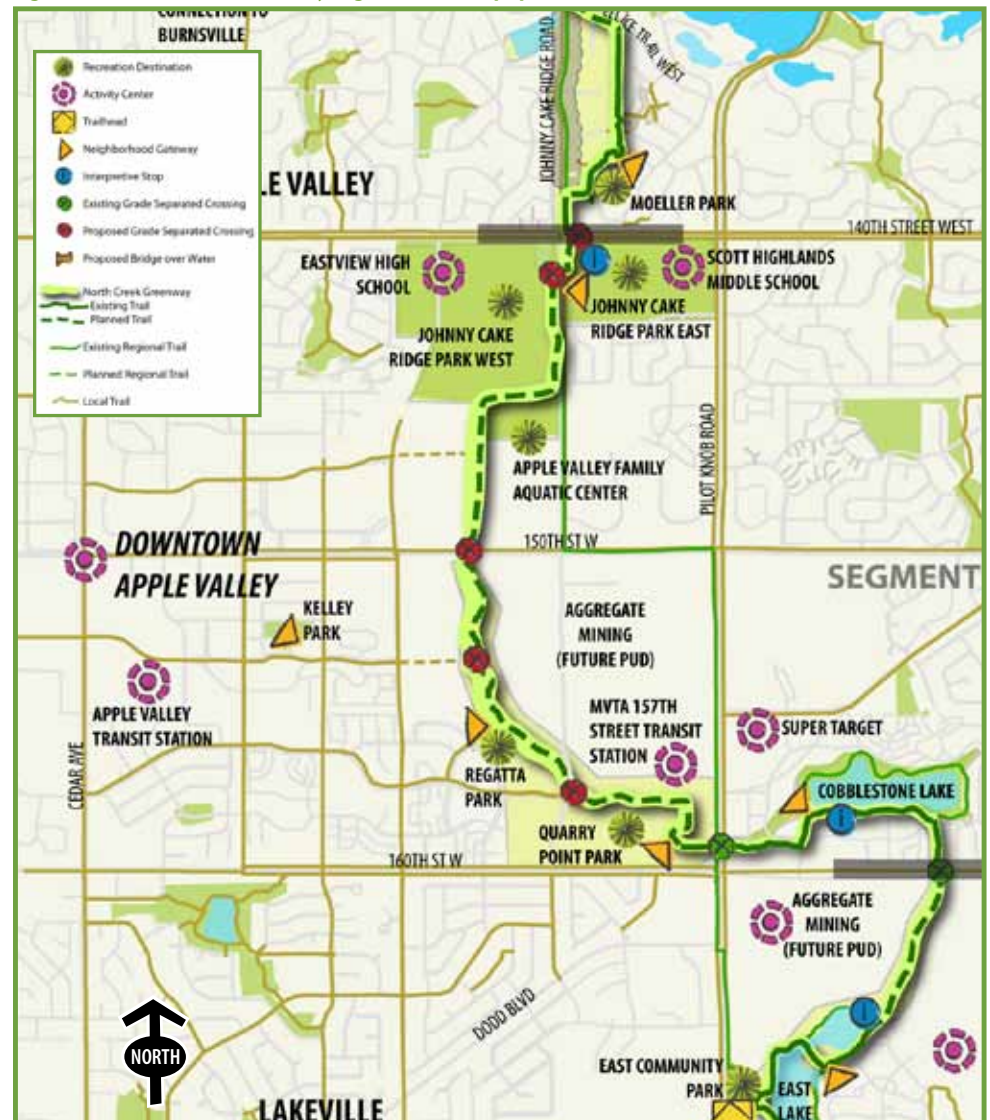 CONNECTION TO
BURNSVILLE
Recreation Destination
Activity Center
Trailhead
Neighborhood Gateway
Interpretive Stop
Existing Grade Separated Crossing
Proposed Grade Separated Crossing
Proposed Bridge over Water
North Creek Greenway
Existing Trail
Planned Trail
Existing Regional Trail
Planned Regional Trail
Local Trail
LE VALLEY
JOHNNY CAKE RIDGE ROAD
TRAIL WEST
MOELLER PARK
140TH STREET WEST
EASTVIEW HIGH
SCHOOL
SCOTT HIGHLANDS
MIDDLE SCHOOL
JOHNNY CAKE
RIDGE PARK EAST
JOHNNY CAKE
RIDGE PARK WEST
APPLE VALLEY FAMILY
AQUATIC CENTER
PILOT KNOB ROAD
150TH ST W
DOWNTOWN
APPLE VALLEY
SEGMENT
KELLEY
PARK
AGGREGATE
MINING
(FUTURE PUD)
APPLE VALLEY
TRANSIT STATION
MVTA 157TH
STREET TRANSIT
STATION
SUPER TARGET
CEDAR AVE
REGATTA
PARK
COBBLESTONE LAKE
QUARRY
POINT PARK
160TH ST W
AGGREGATE
MINING
(FUTURE PUD)
DODD BLVD
NORTH
EAST COMMUNITY
PARK
EAST
LAKE
LAKEVILLE